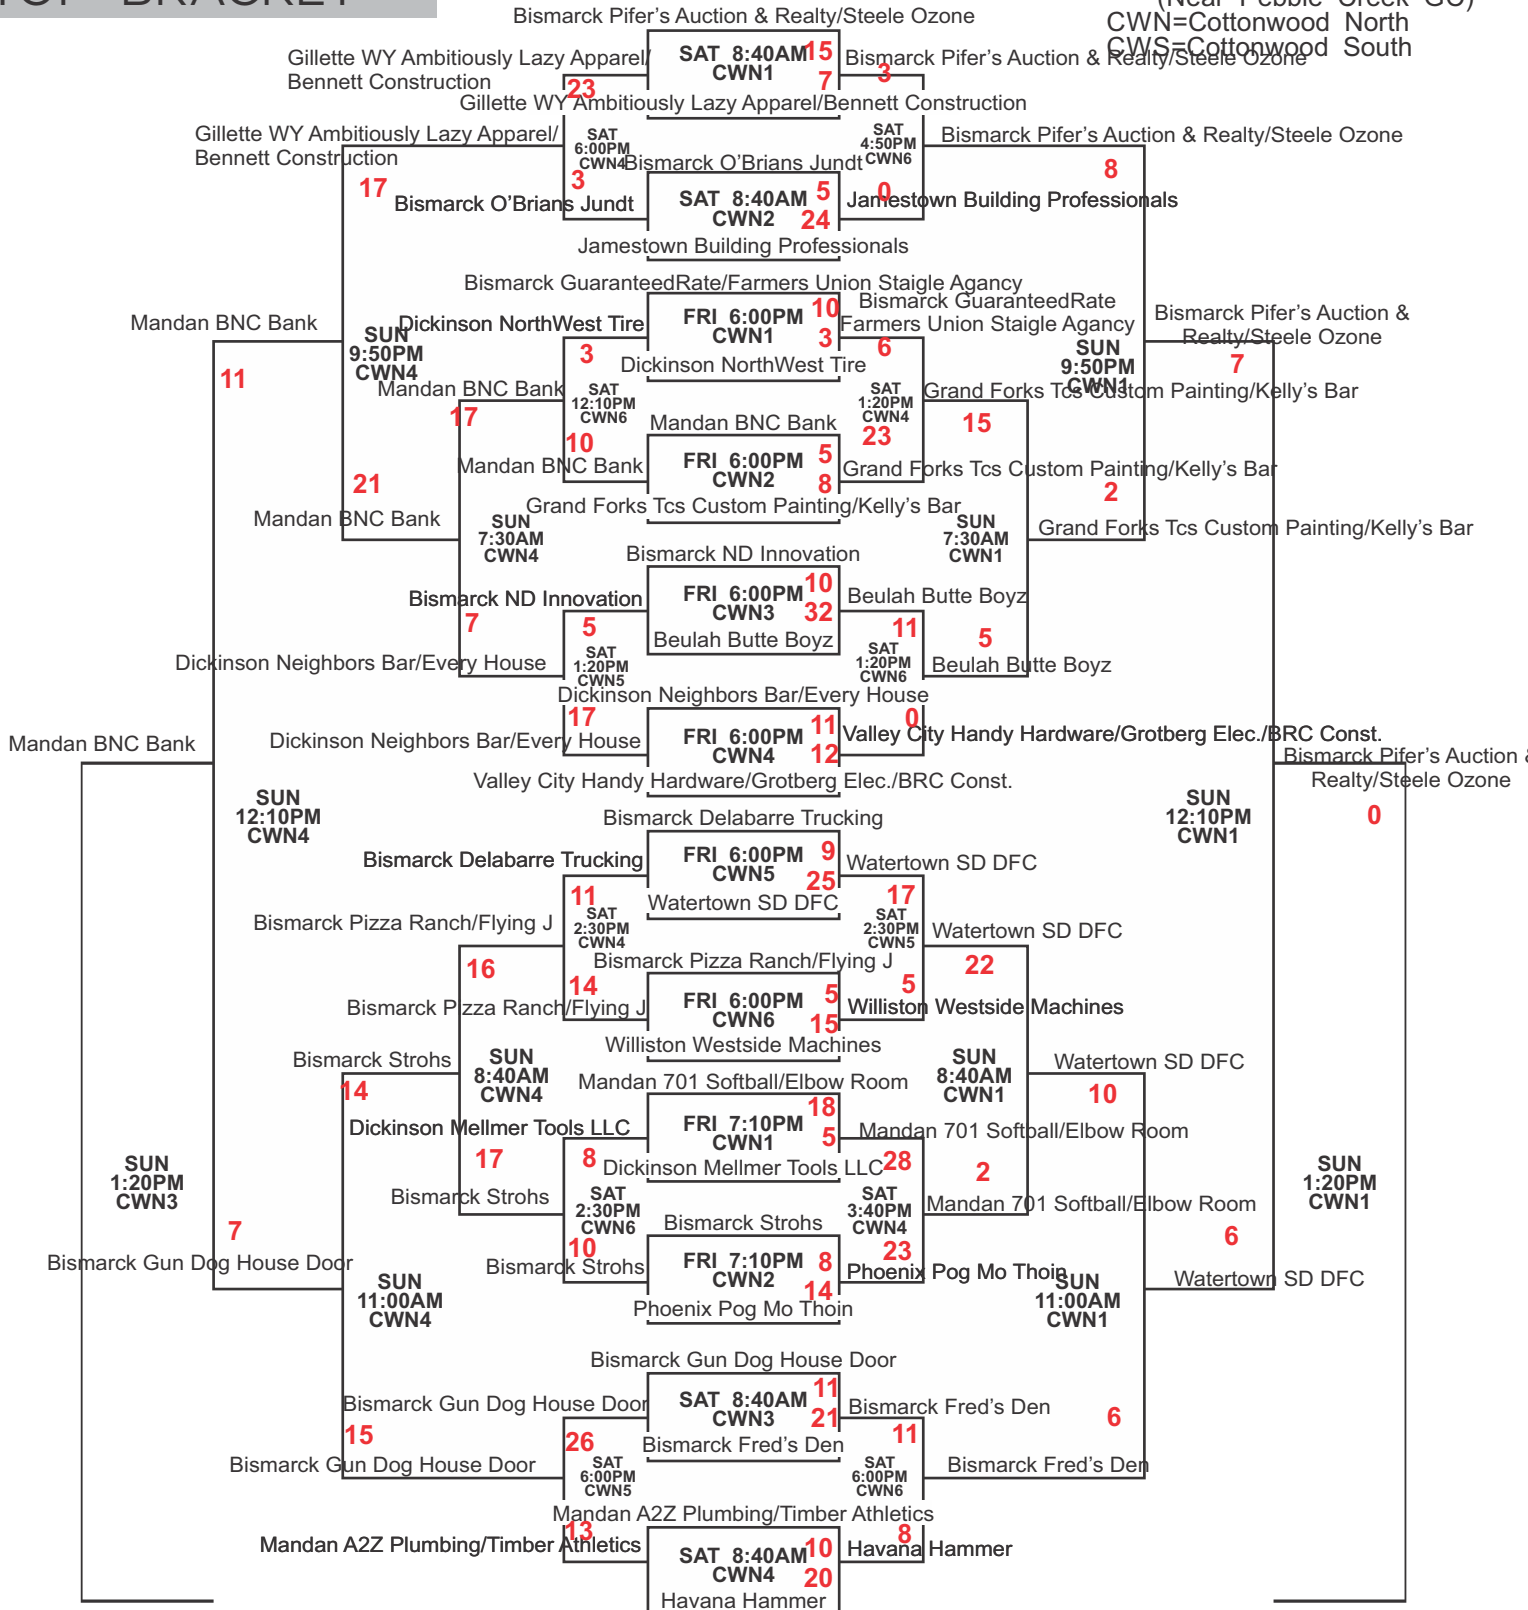 TOP BRACKET
(Near Pebble Creek GC)
CWN=Cottonwood North
CWS=Cottonwood South
Bismarck Pifer's Auction & Realty/Steele Ozone
SAT 8:40AM 15
CWN1 7
Gillette WY Ambitiously Lazy Apparel/
Bennett Construction
23
Bismarck Pifer's Auction & Realty/Steele Ozone
3
Gillette WY Ambitiously Lazy Apparel/Bennett Construction
Gillette WY Ambitiously Lazy Apparel/
Bennett Construction
17
SAT
6:00PM
CWN4
3
SAT
4:50PM
CWN6
0
Bismarck Pifer's Auction & Realty/Steele Ozone
8
Bismarck O'Brians Jundt
SAT 8:40AM 5
CWN2 24
Bismarck O'Brians Jundt
Jamestown Building Professionals
Jamestown Building Professionals
Bismarck GuaranteedRate/Farmers Union Staigle Agancy
FRI 6:00PM 10
CWN1 3
Bismarck GuaranteedRate
Farmers Union Staigle Agancy
6
Dickinson NorthWest Tire
3
Dickinson NorthWest Tire
Mandan BNC Bank
11
SUN
9:50PM
CWN4
Bismarck Pifer's Auction &
Realty/Steele Ozone
7
SUN
9:50PM
CWN1
Mandan BNC Bank
17
SAT
12:10PM
CWN6
10
SAT
1:20PM
CWN4
23
Grand Forks Tcs Custom Painting/Kelly's Bar
15
Mandan BNC Bank
FRI 6:00PM 5
CWN2 8
Mandan BNC Bank
Grand Forks Tcs Custom Painting/Kelly's Bar
Grand Forks Tcs Custom Painting/Kelly's Bar
21
Mandan BNC Bank
2
Grand Forks Tcs Custom Painting/Kelly's Bar
SUN
7:30AM
CWN4
SUN
7:30AM
CWN1
Bismarck ND Innovation
FRI 6:00PM 10
CWN3 32
Beulah Butte Boyz
Bismarck ND Innovation
5
Beulah Butte Boyz
11
7
Dickinson Neighbors Bar/Every House
SAT
1:20PM
CWN5
17
SAT
1:20PM
CWN6
0
5
Beulah Butte Boyz
Dickinson Neighbors Bar/Every House
FRI 6:00PM 11
CWN4 12
Dickinson Neighbors Bar/Every House
Valley City Handy Hardware/Grotberg Elec./BRC Const.
Valley City Handy Hardware/Grotberg Elec./BRC Const.
Mandan BNC Bank
Bismarck Pifer's Auction &
Realty/Steele Ozone
0
SUN
12:10PM
CWN4
SUN
12:10PM
CWN1
Bismarck Delabarre Trucking
FRI 6:00PM 9
CWN5 25
Watertown SD DFC
Bismarck Delabarre Trucking
11
Watertown SD DFC
17
Bismarck Pizza Ranch/Flying J
16
SAT
2:30PM
CWN4
14
SAT
2:30PM
CWN5
5
Watertown SD DFC
22
Bismarck Pizza Ranch/Flying J
FRI 6:00PM 5
CWN6 15
Bismarck Pizza Ranch/Flying J
Williston Westside Machines
Williston Westside Machines
Bismarck Strohs
14
SUN
8:40AM
CWN4
SUN
8:40AM
CWN1
Watertown SD DFC
10
Mandan 701 Softball/Elbow Room
FRI 7:10PM 18
CWN1 5
Dickinson Mellmer Tools LLC
Dickinson Mellmer Tools LLC
8
Mandan 701 Softball/Elbow Room
28
17
Bismarck Strohs
SAT
2:30PM
CWN6
10
SAT
3:40PM
CWN4
23
2
Mandan 701 Softball/Elbow Room
Bismarck Strohs
FRI 7:10PM 8
CWN2 14
Bismarck Strohs
Phoenix Pog Mo Thoin
Phoenix Pog Mo Thoin
SUN
1:20PM
CWN3
SUN
1:20PM
CWN1
7
Bismarck Gun Dog House Door
6
Watertown SD DFC
SUN
11:00AM
CWN4
SUN
11:00AM
CWN1
Bismarck Gun Dog House Door
SAT 8:40AM 11
CWN3 21
Bismarck Fred's Den
Bismarck Gun Dog House Door
26
Bismarck Fred's Den
11
15
Bismarck Gun Dog House Door
SAT
6:00PM
CWN5
13
SAT
6:00PM
CWN6
8
6
Bismarck Fred's Den
Mandan A2Z Plumbing/Timber Athletics
SAT 8:40AM 10
CWN4 20
Mandan A2Z Plumbing/Timber Athletics
Havana Hammer
Havana Hammer